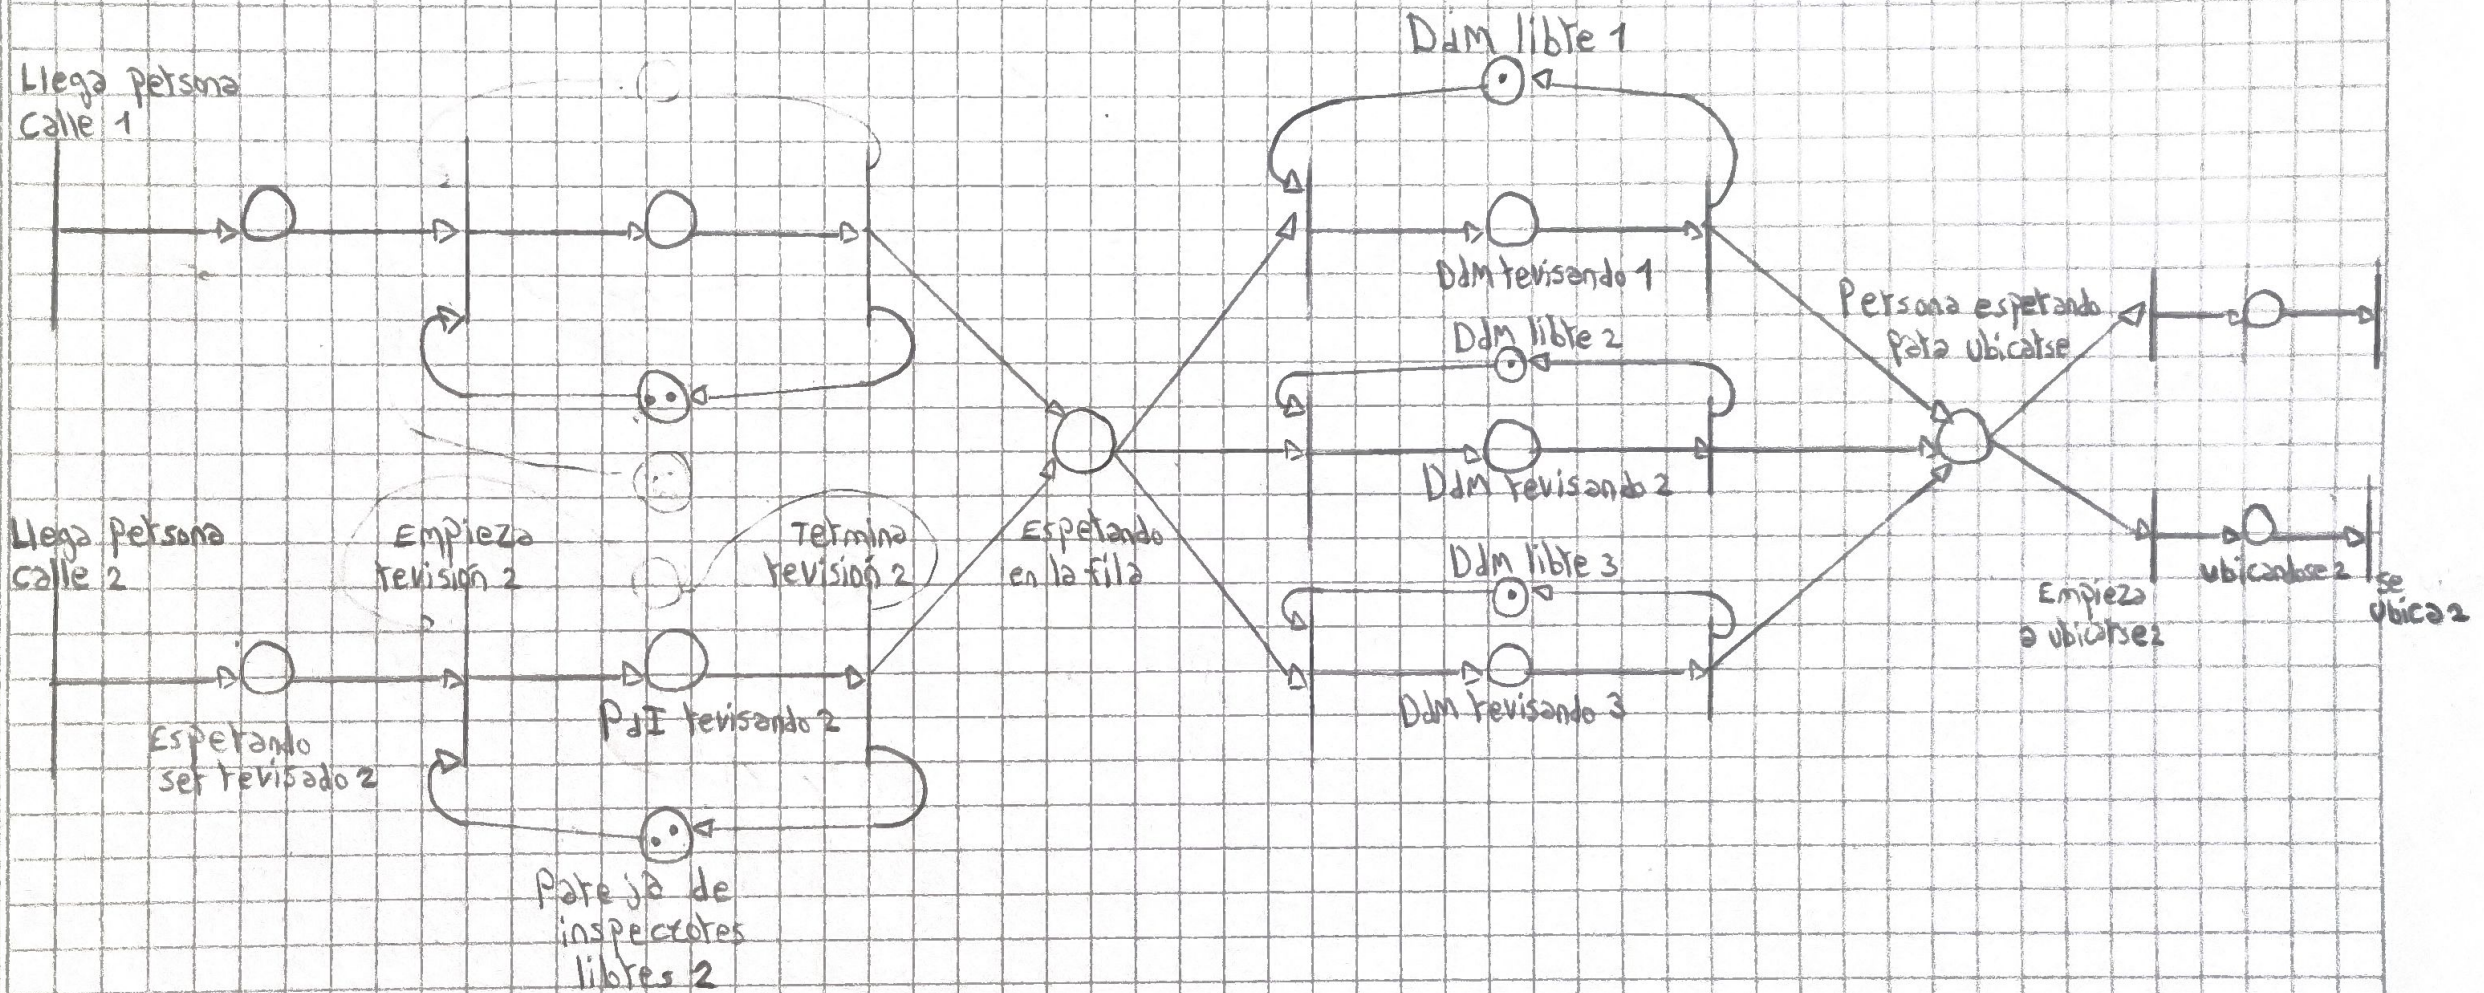 Llega persona
calle 1
Ddm libre 1
DdM revisando 1
Ddm libre 2
Ddm revisando 2
Ddm libre 3
Ddm revisando 3
Persona esperando
para ubicarse
Llega persona
calle 2
Empieza
revisión 2
Termina
revisión 2
Esperando
en la fila
Esperando
ser revisado 2
PdI revisando 2
Pareja de
inspectores
libres 2
Empieza
a ubicarse 2
ubicandose 2
se
ubica 2